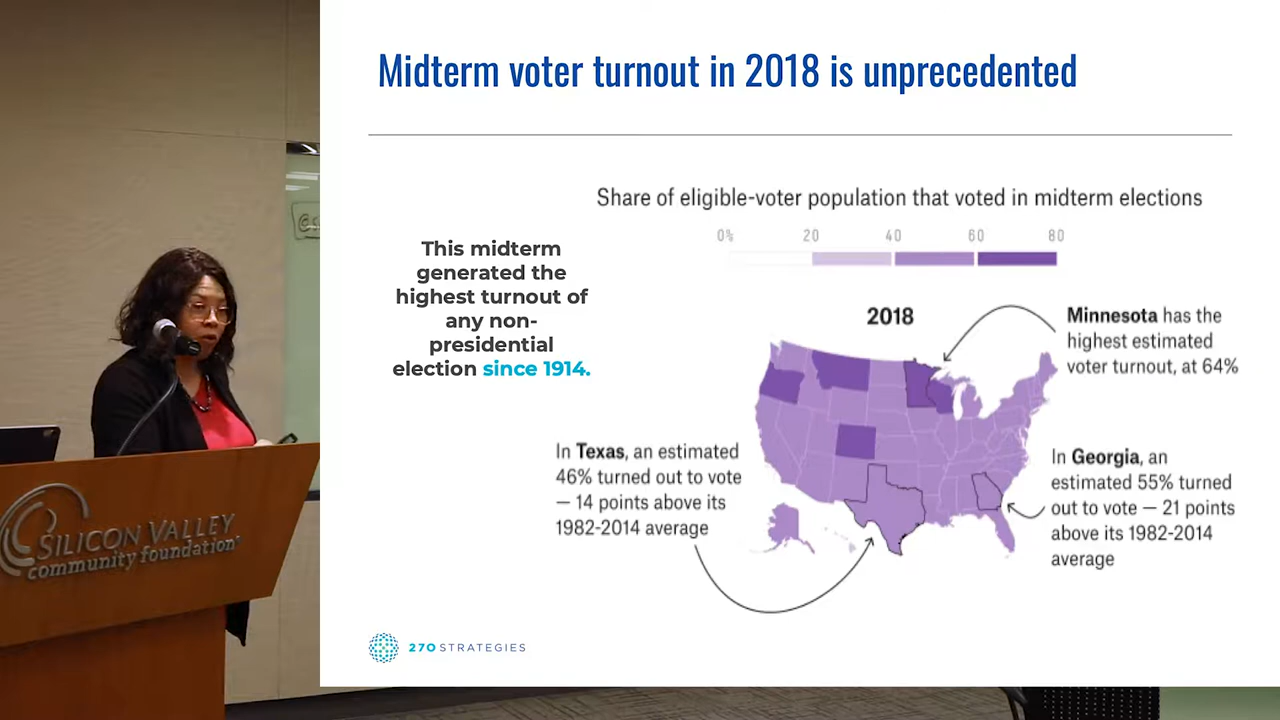 Midterm voter turnout in 2018 is unprecedented
Share of eligible-voter population that voted in midterm elections
0% 20 40 60 80
This midterm
generated the
highest turnout of
any non-
presidential
election since 1914.
2018
Minnesota has the
highest estimated
voter turnout, at 64%
In Texas, an estimated
46% turned out to vote
— 14 points above its
1982-2014 average
In Georgia, an
estimated 55% turned
out to vote — 21 points
above its 1982-2014
average
270 STRATEGIES
SILICON VALLEY
community foundation®